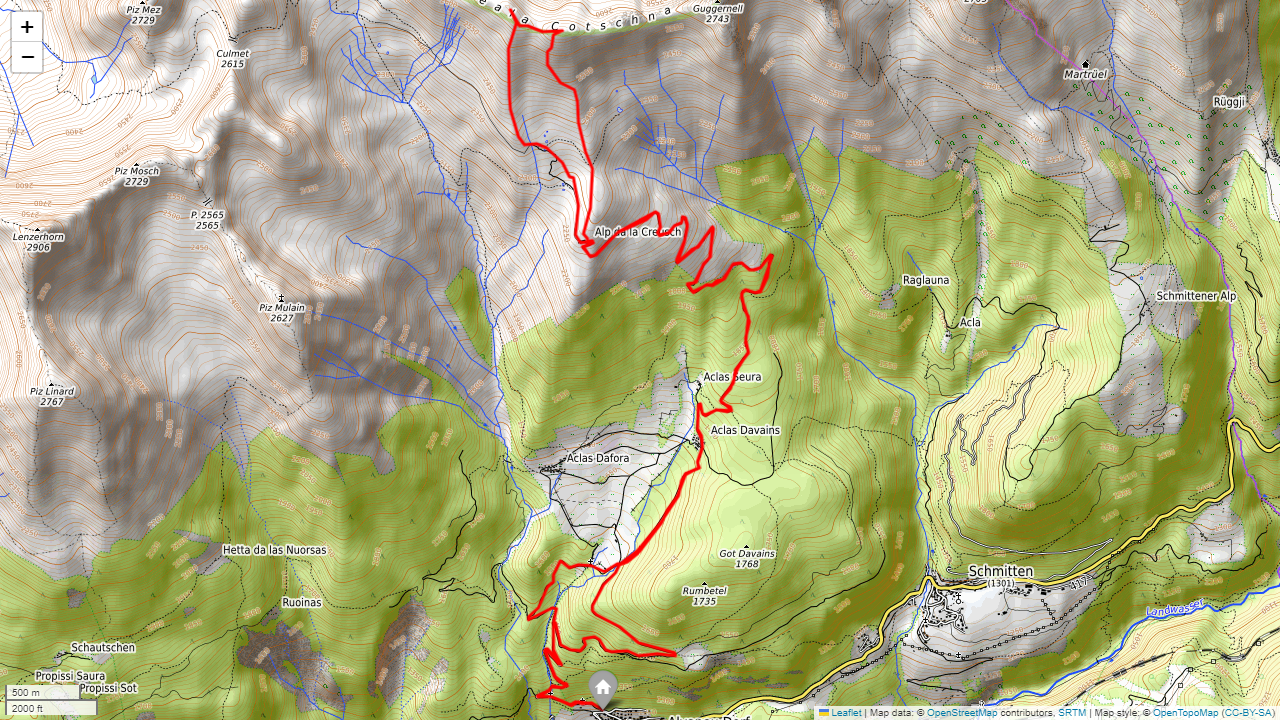 +
−
Piz Mez
2729
Culmet
2615
Guggernell
2743
Cotschna
Martrüel
Rüggji
Piz Mosch
2729
P. 2565
2565
Lenzerhorn
2906
Alp da la Creusch
Raglauna
Schmittener Alp
Acla
Piz Mulain
2627
Piz Linard
2767
Aclas Seura
Aclas Davains
Aclas Dafora
Got Davains
1768
Rumbetel
1735
Hetta da las Nuorsas
Ruoinas
Schmitten
(1301)
417
Landwasser
Schautschen
Propissi Saura
Propissi Sot
500 m
2000 ft
Leaflet | Map data: © OpenStreetMap contributors, SRTM | Map style: © OpenTopoMap (CC-BY-SA)